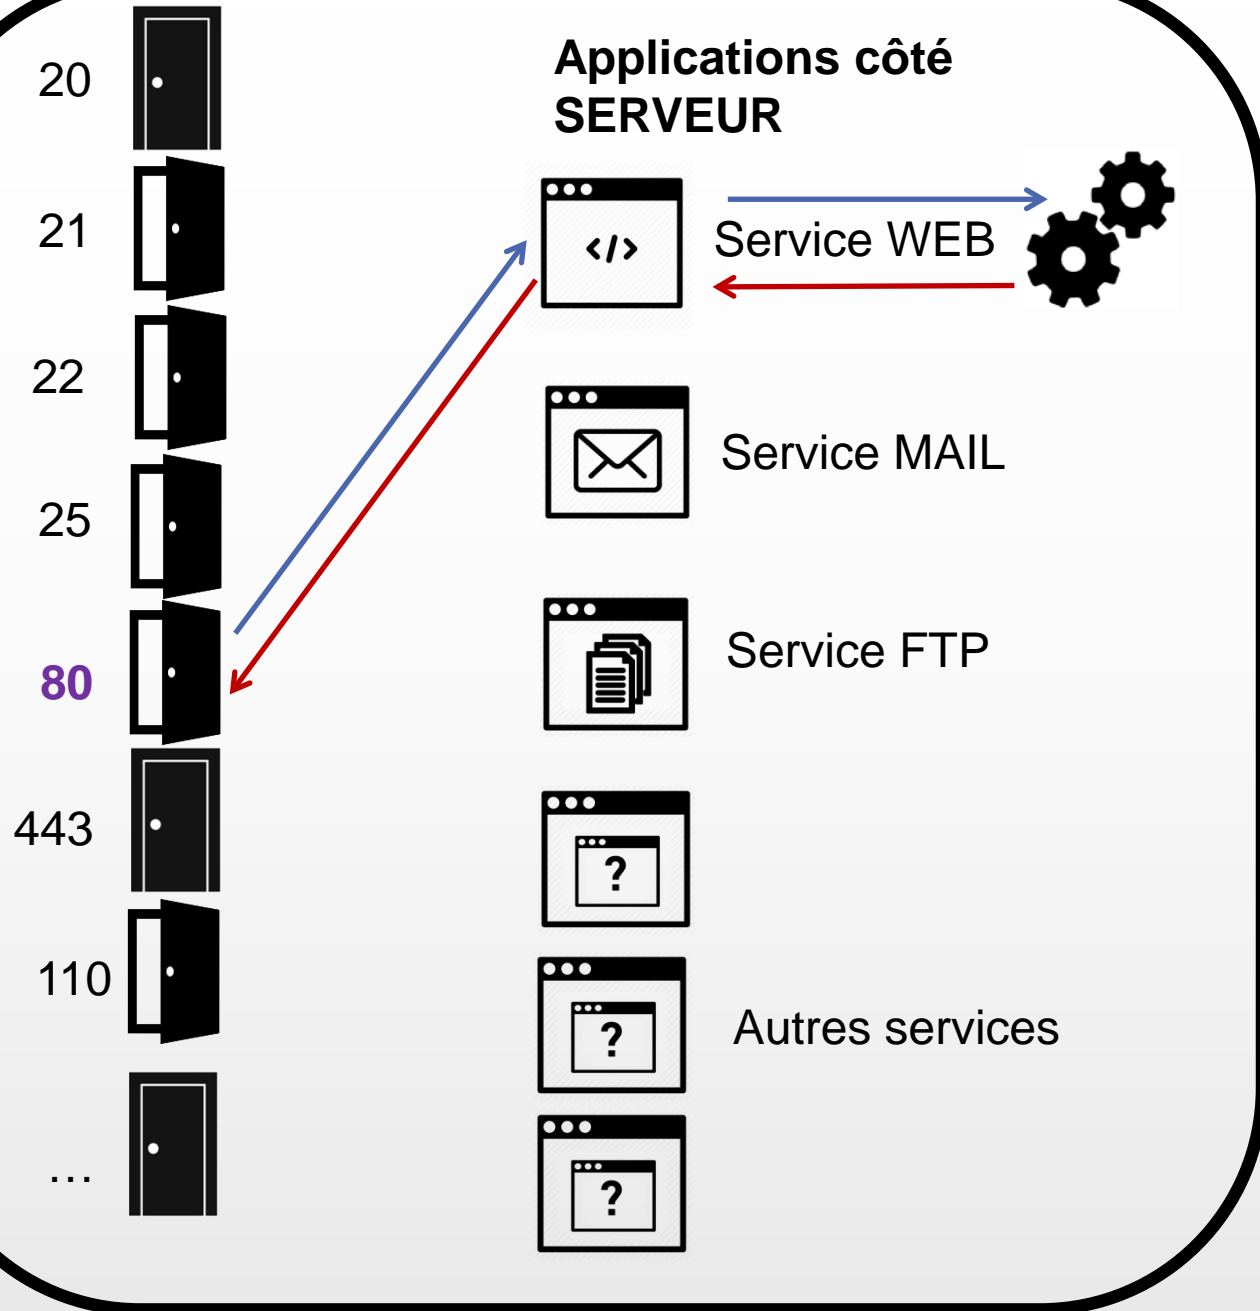 Applications côté
SERVEUR
20
21
22
25
80
443
110
…
</>
Service WEB
Service MAIL
Service FTP
?
?
Autres services
?